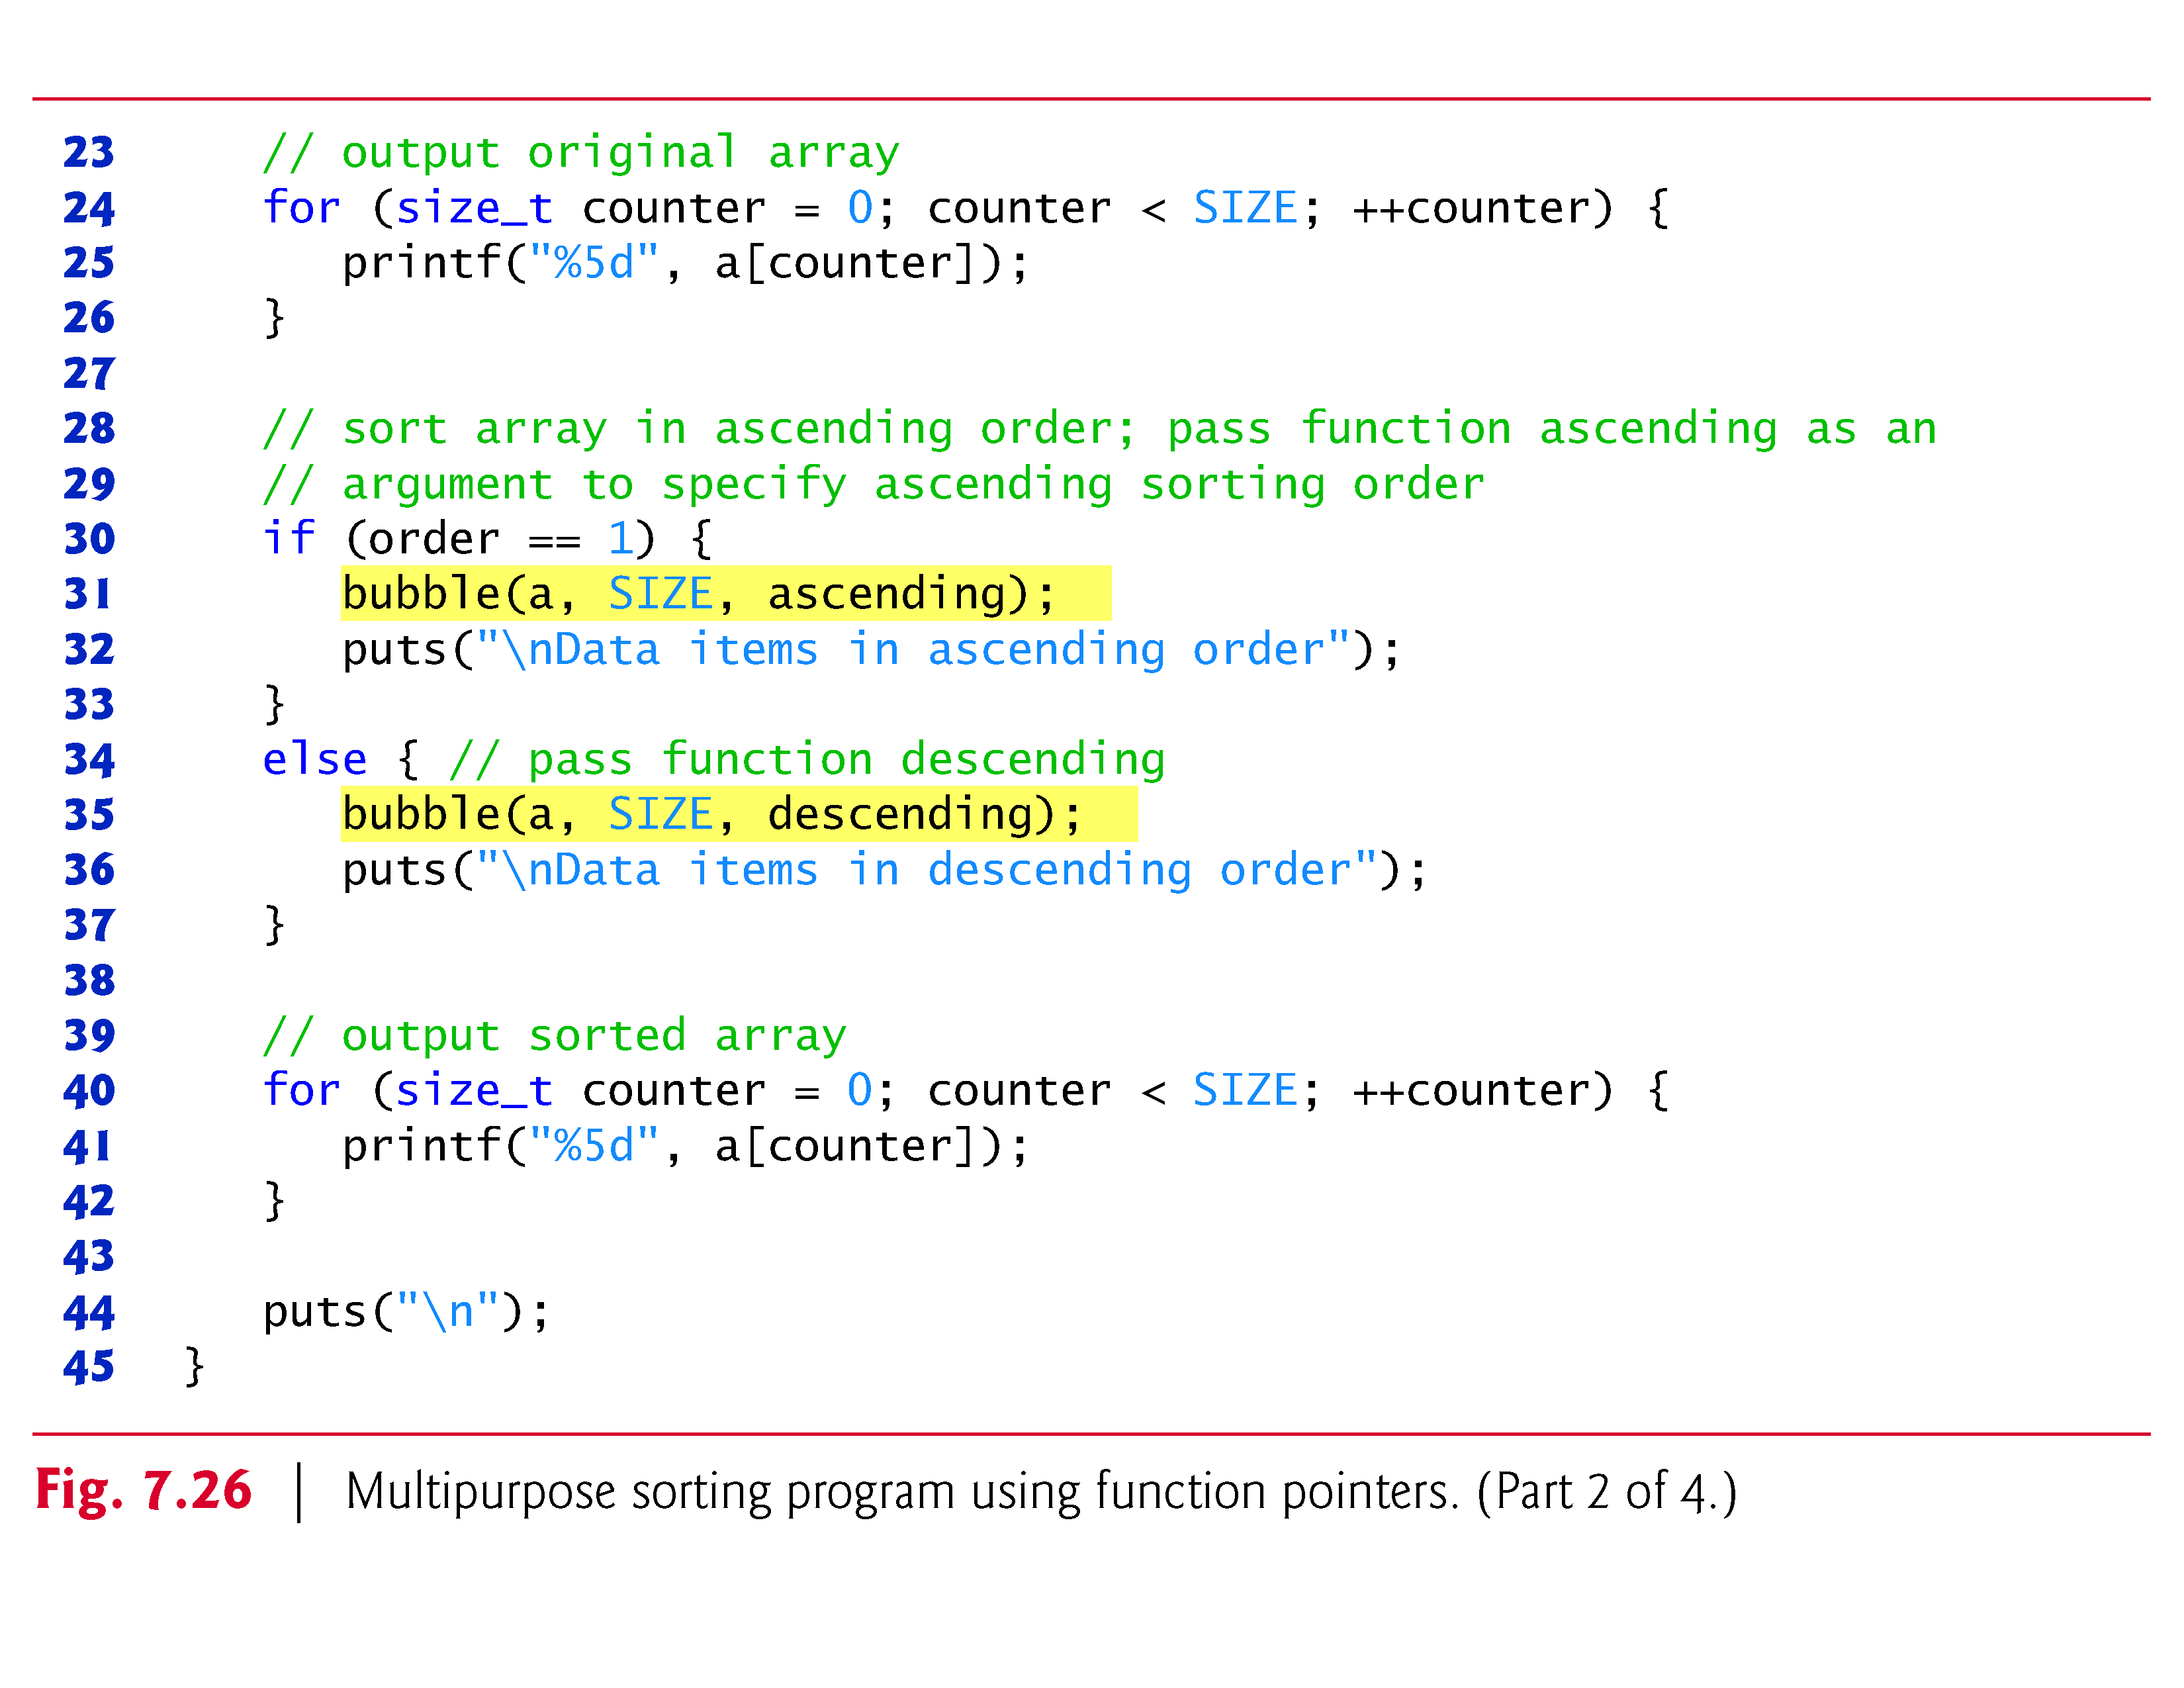 23 // output original array
24 for (size_t counter = 0; counter < SIZE; ++counter) {
25 printf("%5d", a[counter]);
26 }
27
28 // sort array in ascending order; pass function ascending as an
29 // argument to specify ascending sorting order
30 if (order == 1) {
31 bubble(a, SIZE, ascending);
32 puts("\nData items in ascending order");
33 }
34 else { // pass function descending
35 bubble(a, SIZE, descending);
36 puts("\nData items in descending order");
37 }
38
39 // output sorted array
40 for (size_t counter = 0; counter < SIZE; ++counter) {
41 printf("%5d", a[counter]);
42 }
43
44 puts("\n");
45 }
Fig. 7.26 | Multipurpose sorting program using function pointers. (Part 2 of 4.)